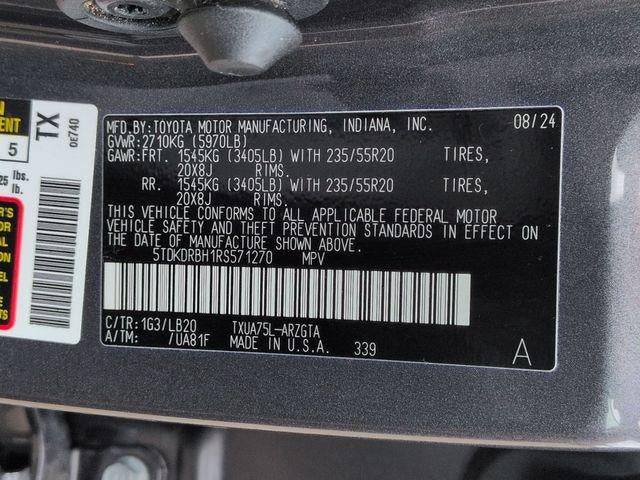 MFD.BY:TOYOTA MOTOR MANUFACTURING, INDIANA, INC. 08/24
GVWR:2710KG (5970LB)
GAWR:FRT. 1545KG (3405LB) WITH 235/55R20 TIRES,
20X8J RIMS.
RR. 1545KG (3405LB) WITH 235/55R20 TIRES,
20X8J RIMS.
THIS VEHICLE CONFORMS TO ALL APPLICABLE FEDERAL MOTOR
VEHICLE SAFETY AND THEFT PREVENTION STANDARDS IN EFFECT ON
THE DATE OF MANUFACTURE SHOWN ABOVE.
5TDKDRBH1RS571270 MPV
C/TR:1G3/LB20 TXUA75L-ARZGTA
A/TM: /UA81F MADE IN U.S.A. 339
A
TX
0E740
5
lbs.
lb.